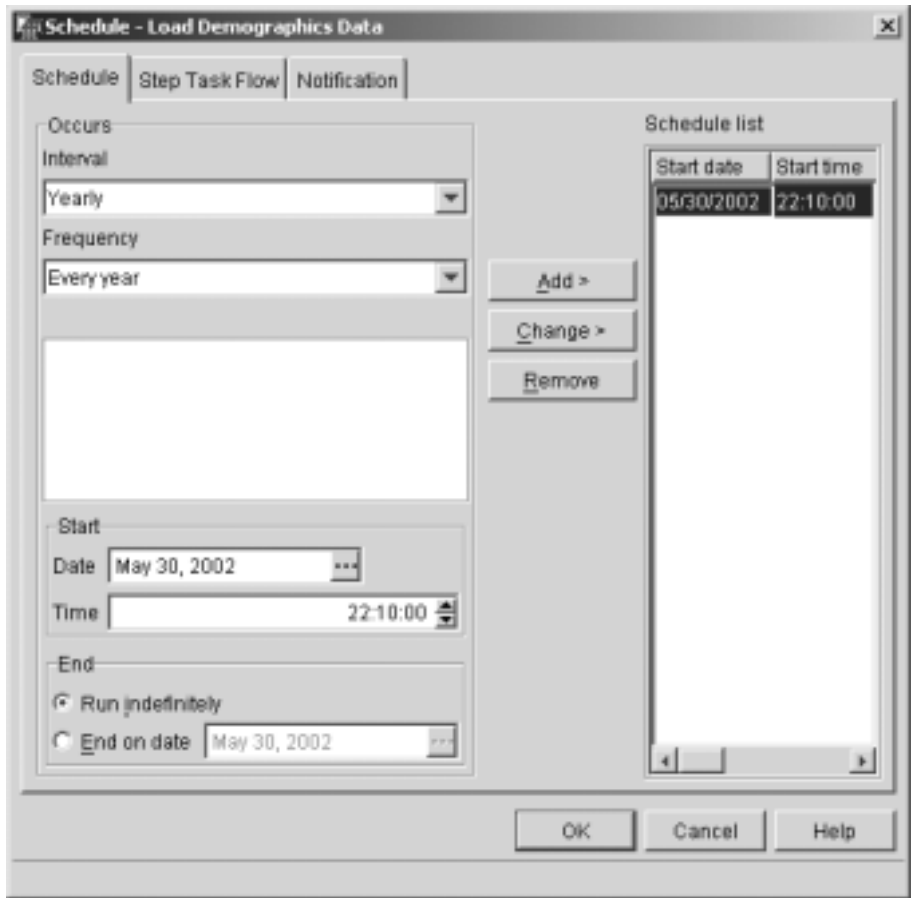 Schedule - Load Demographics Data
Schedule
Step Task Flow
Notification
Occurs
Interval
Yearly
Frequency
Every year
Start
Date May 30, 2002 ...
Time 22:10:00
End
Run indefinitely
End on date May 30, 2002 ...
Add >
Change >
Remove
Schedule list
Start date Start time
05/30/2002 22:10:00
OK
Cancel
Help